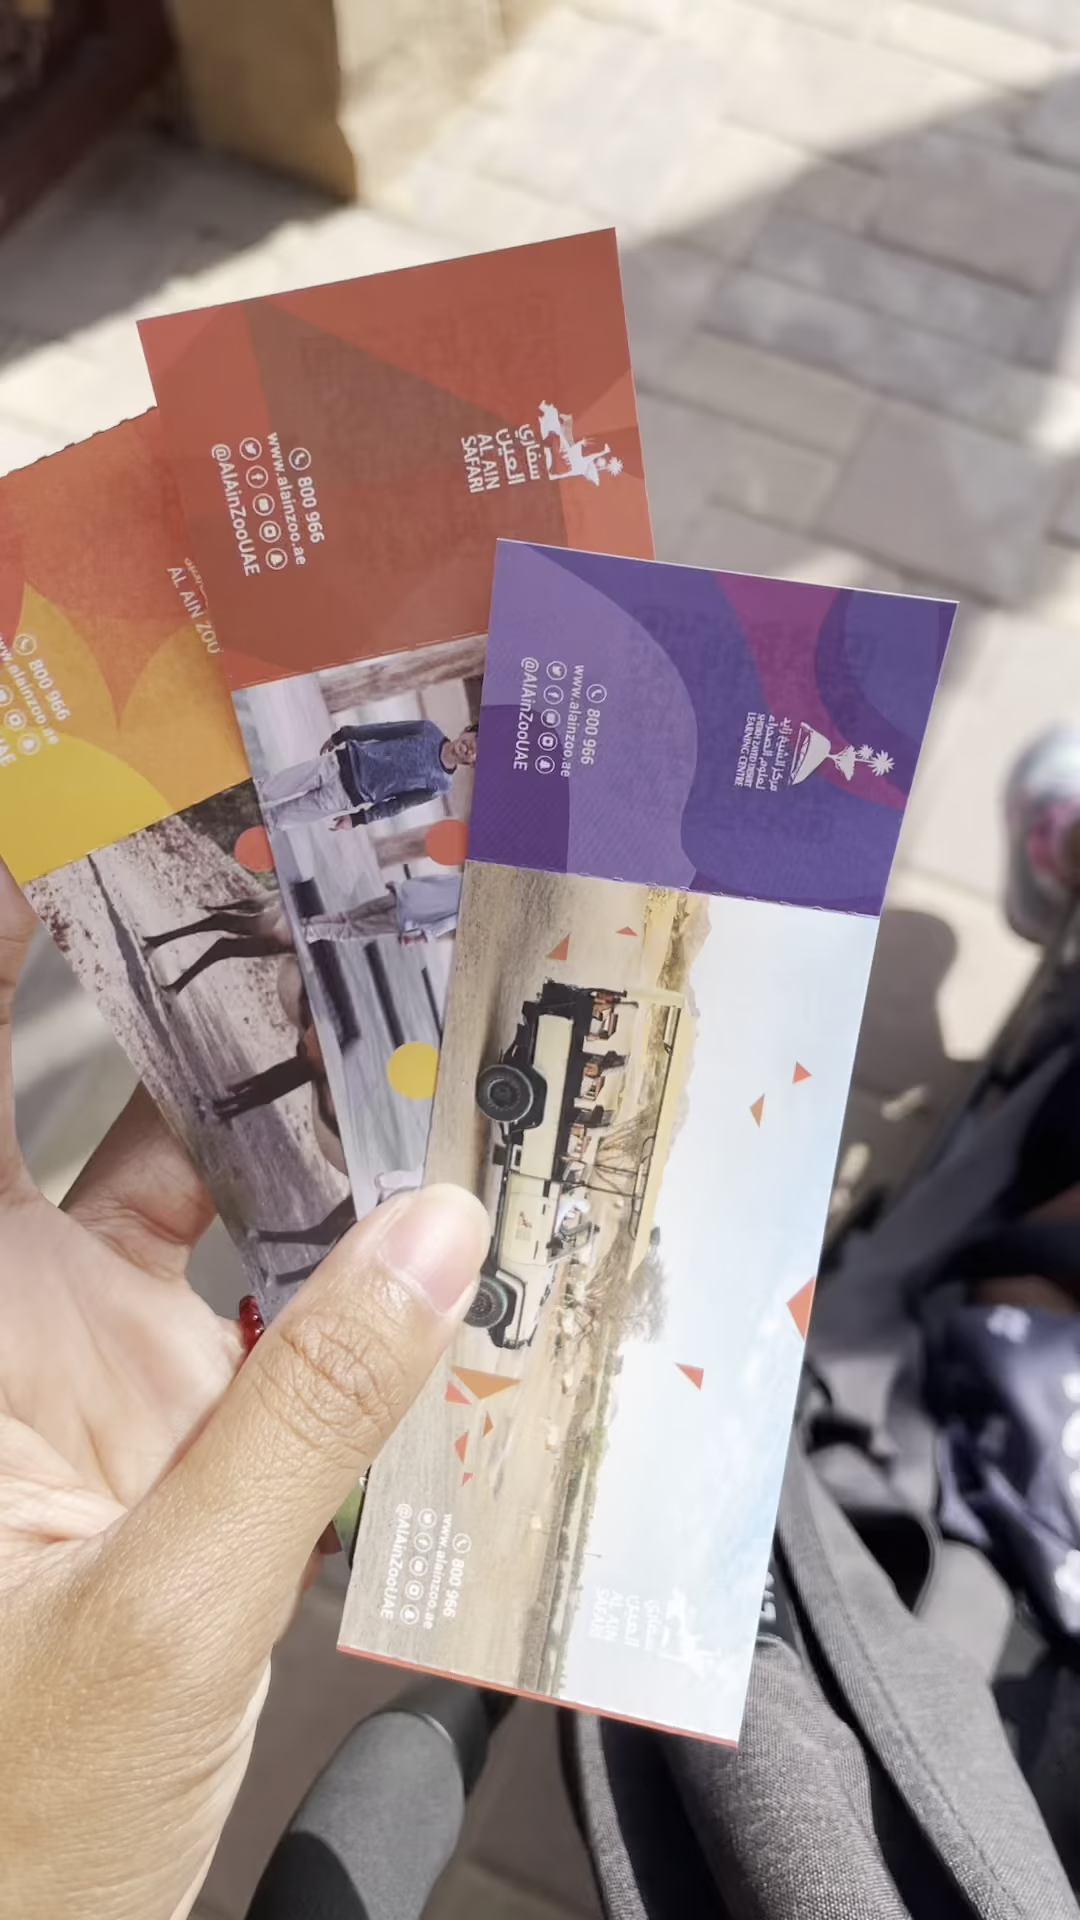 AL AIN ZOO
800 966
www.alainzoo.ae
سفاري
العين
AL AIN
SAFARI
800 966
www.alainzoo.ae
@AlAinZooUAE
مركز الشيخ زايد
لعلوم الصحراء
SHEIKH ZAYED DESERT
LEARNING CENTRE
800 966
www.alainzoo.ae
@AlAinZooUAE
سفاري
العين
AL AIN
SAFARI
800 966
www.alainzoo.ae
@AlAinZooUAE